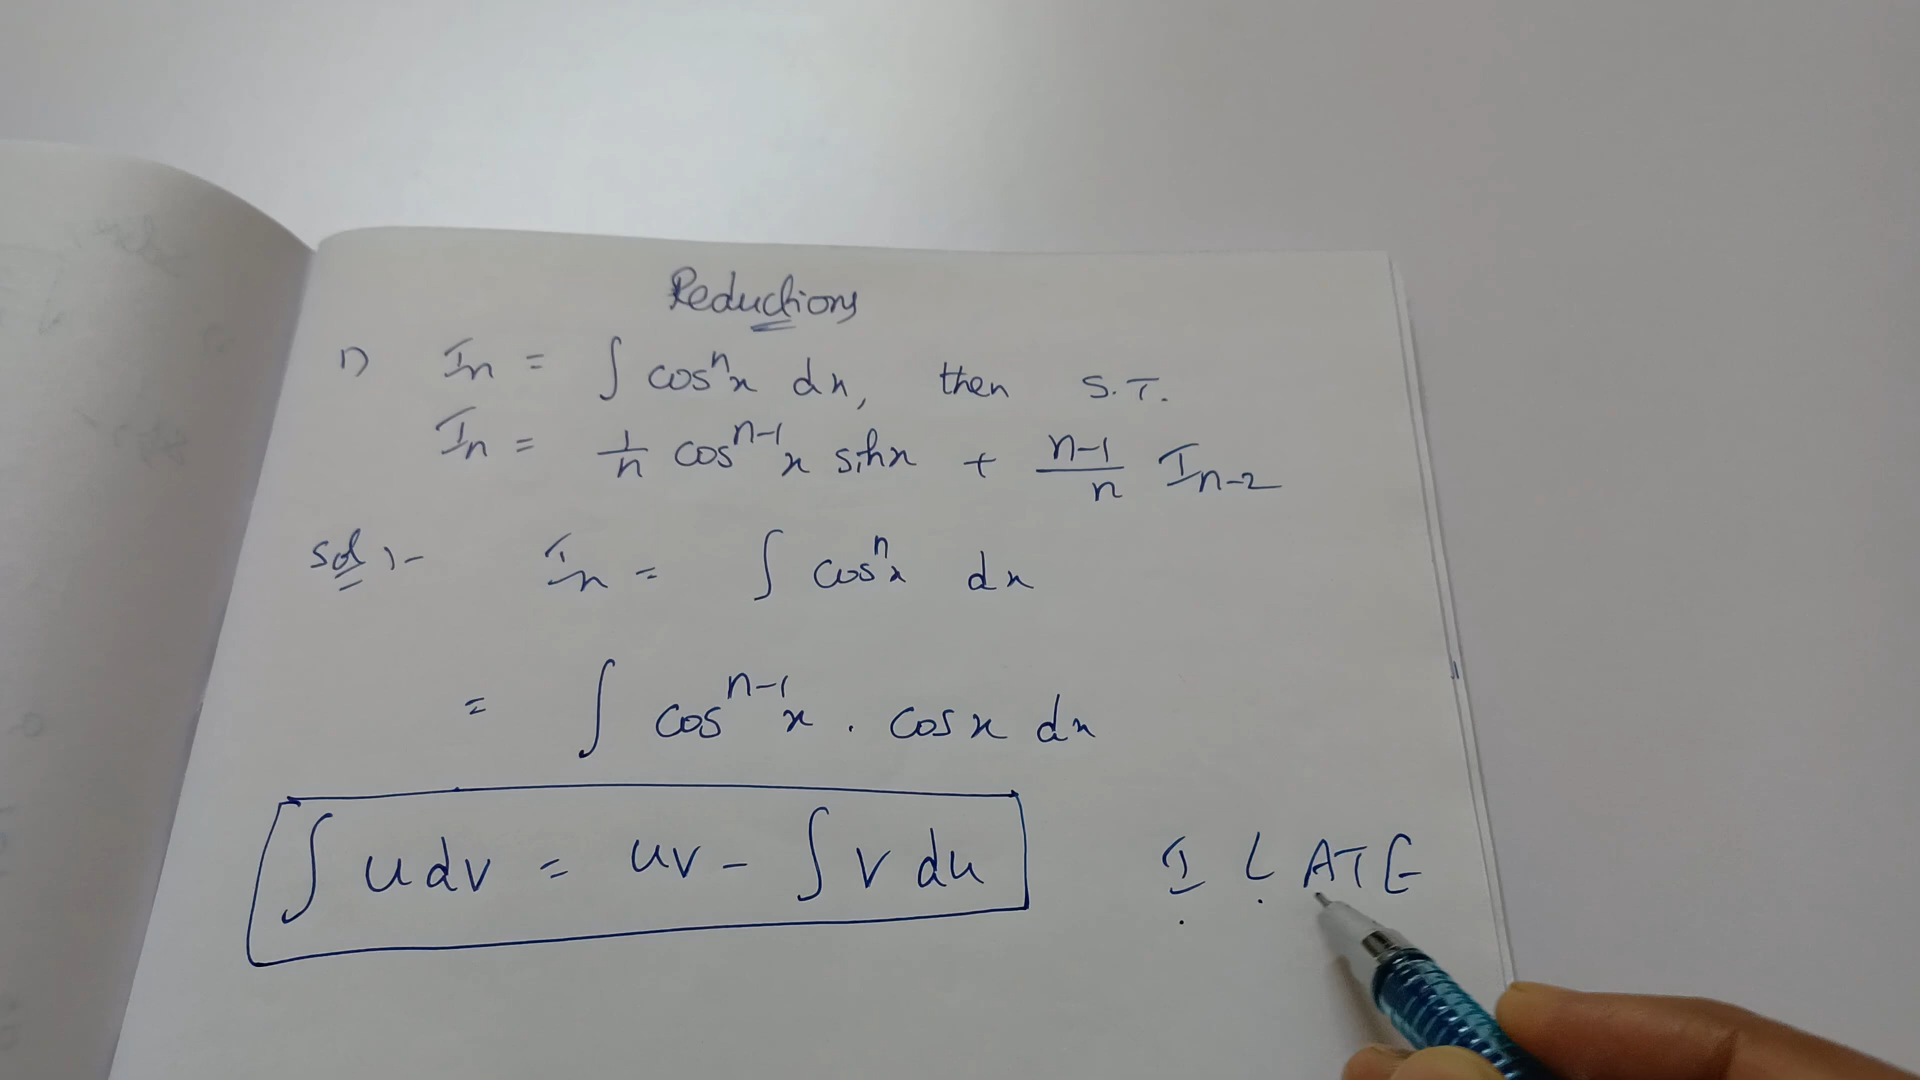 Reductions
1) Iₙ = ∫ cosⁿx dx, then S.T.
Iₙ = 1/n cosⁿ⁻¹x sinx + (n-1)/n Iₙ₋₂
Sol :- Iₙ = ∫ cosⁿx dx
= ∫ cosⁿ⁻¹x . cosx dx
∫ u dv = uv - ∫ v du I LATE